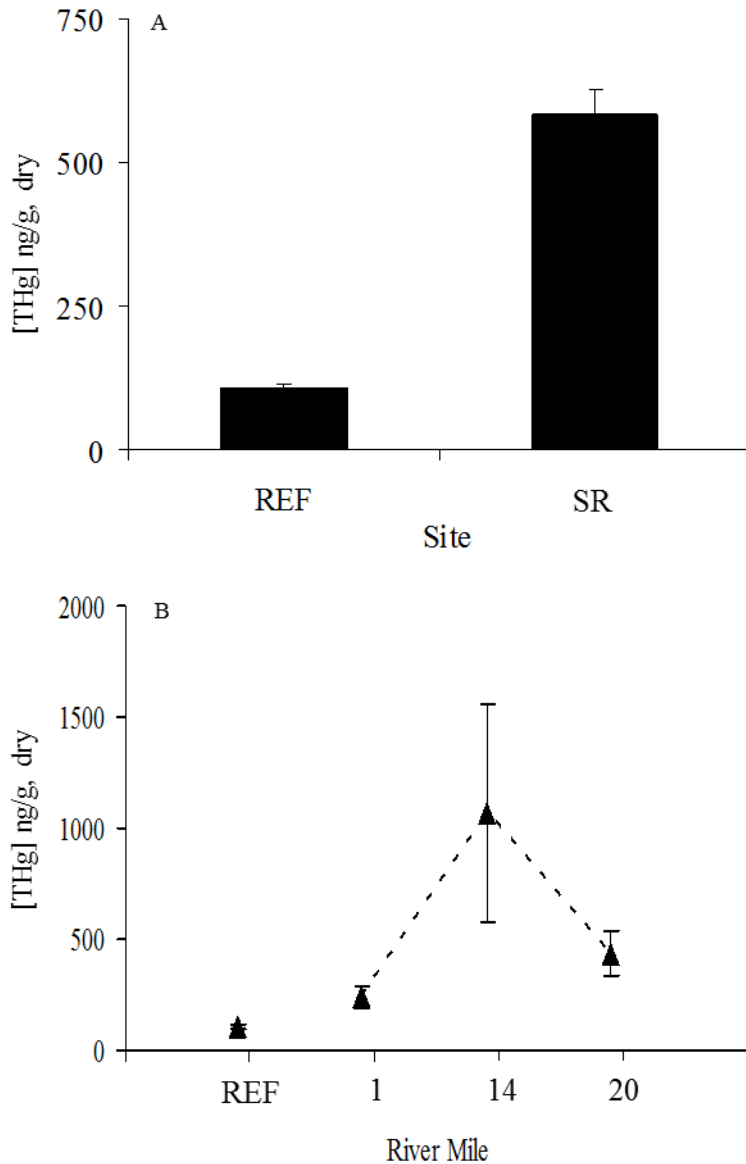 A
750
500
250
0
[THg] ng/g, dry
REF SR
Site
B
2000
1500
1000
500
0
[THg] ng/g, dry
REF 1 14 20
River Mile